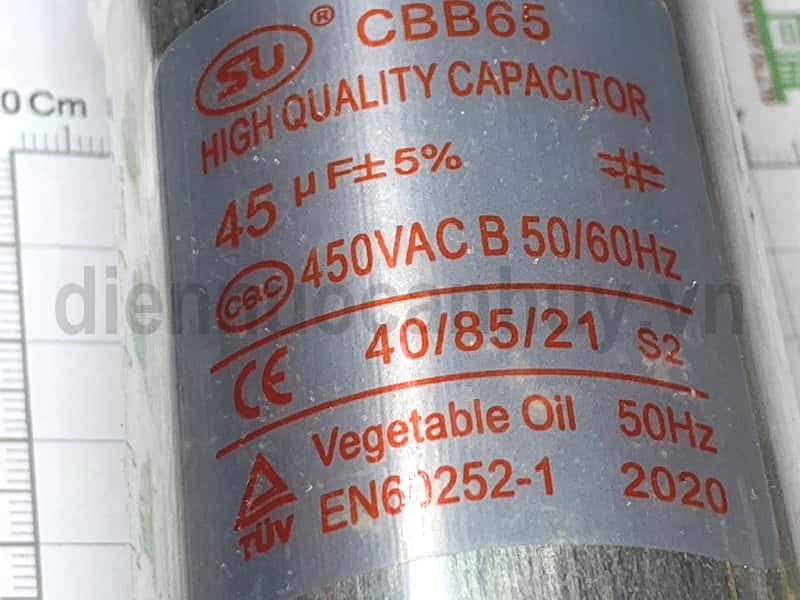 SU ® CBB65
HIGH QUALITY CAPACITOR
0 Cm
45 µF± 5%
450VAC B 50/60Hz
CQC
40/85/21 S2
CE
Vegetable Oil 50Hz
EN60252-1 2020
TÜV